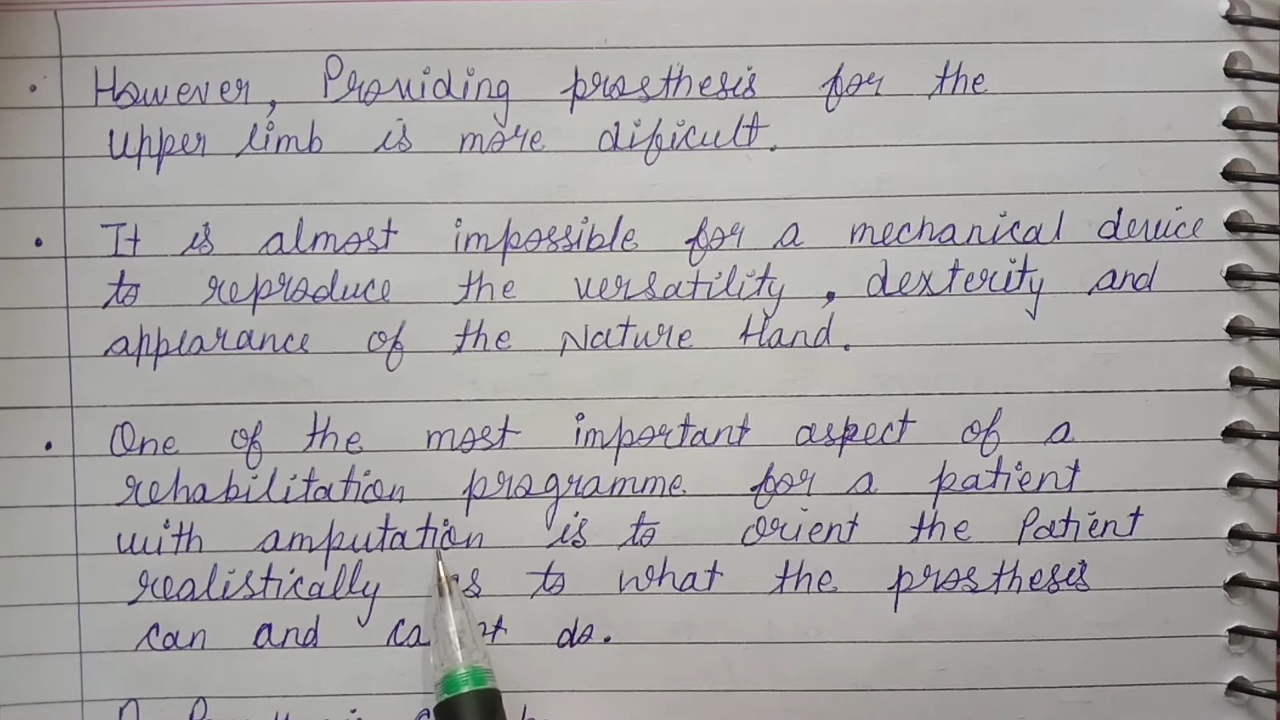 • However, Providing prosthesis for the
upper limb is more dificult.
• It is almost impossible for a mechanical device
to reproduce the versatility, dexterity and
appearance of the Nature Hand.
• One of the most important aspect of a
rehabilitation programme for a patient
with amputation is to orient the Patient
realistically to what the prosthesis
can and do.